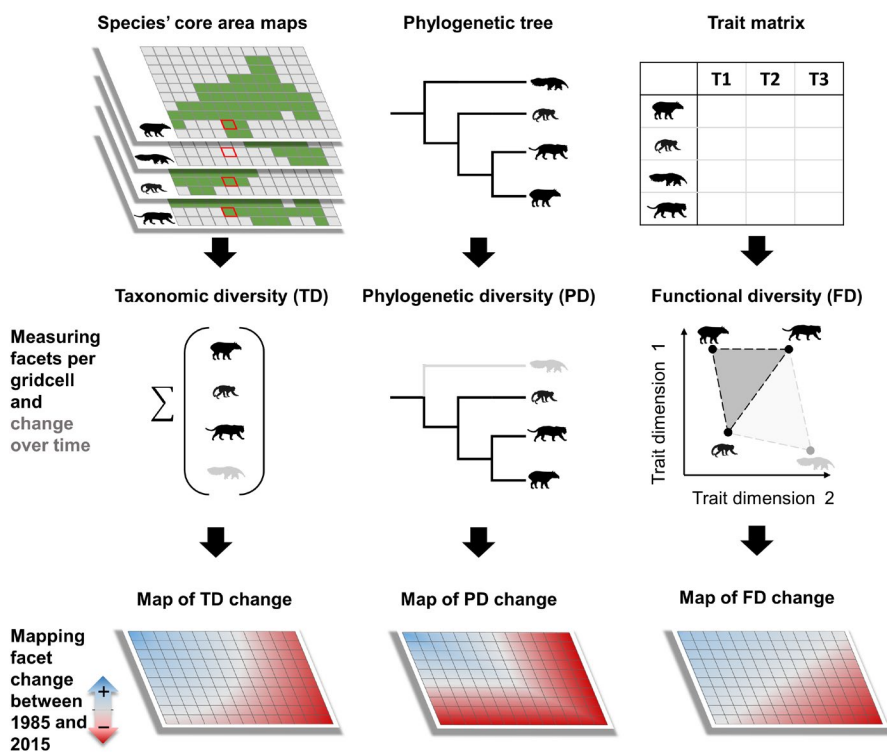 Species' core area maps
Phylogenetic tree
Trait matrix
T1 T2 T3
Taxonomic diversity (TD)
Phylogenetic diversity (PD)
Functional diversity (FD)
Measuring
facets per
gridcell
and
change
over time
Σ
Trait dimension 1
Trait dimension 2
Map of TD change
Map of PD change
Map of FD change
Mapping
facet
change
between
1985 and
2015
+
−